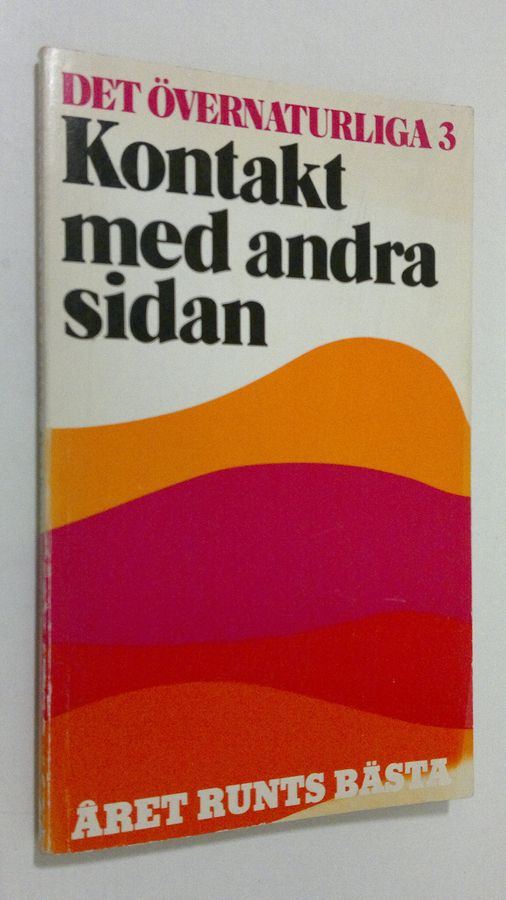 DET ÖVERNATURLIGA 3
Kontakt
med andra
sidan
ÅRET RUNTS BÄSTA